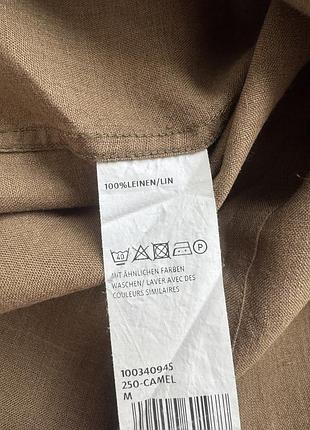 100%LEINEN/LIN
40 P
MIT ÄHNLICHEN FARBEN
WASCHEN/ LAVER AVEC DES
COULEURS SIMILAIRES
100340945
250-CAMEL
M